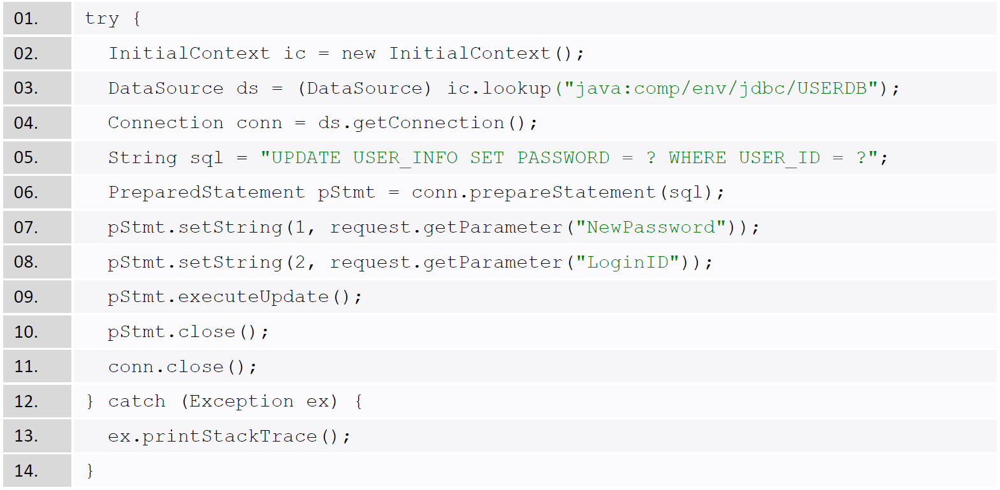 01. try {
02. InitialContext ic = new InitialContext();
03. DataSource ds = (DataSource) ic.lookup("java:comp/env/jdbc/USERDB");
04. Connection conn = ds.getConnection();
05. String sql = "UPDATE USER_INFO SET PASSWORD = ? WHERE USER_ID = ?";
06. PreparedStatement pStmt = conn.prepareStatement(sql);
07. pStmt.setString(1, request.getParameter("NewPassword"));
08. pStmt.setString(2, request.getParameter("LoginID"));
09. pStmt.executeUpdate();
10. pStmt.close();
11. conn.close();
12. } catch (Exception ex) {
13. ex.printStackTrace();
14. }